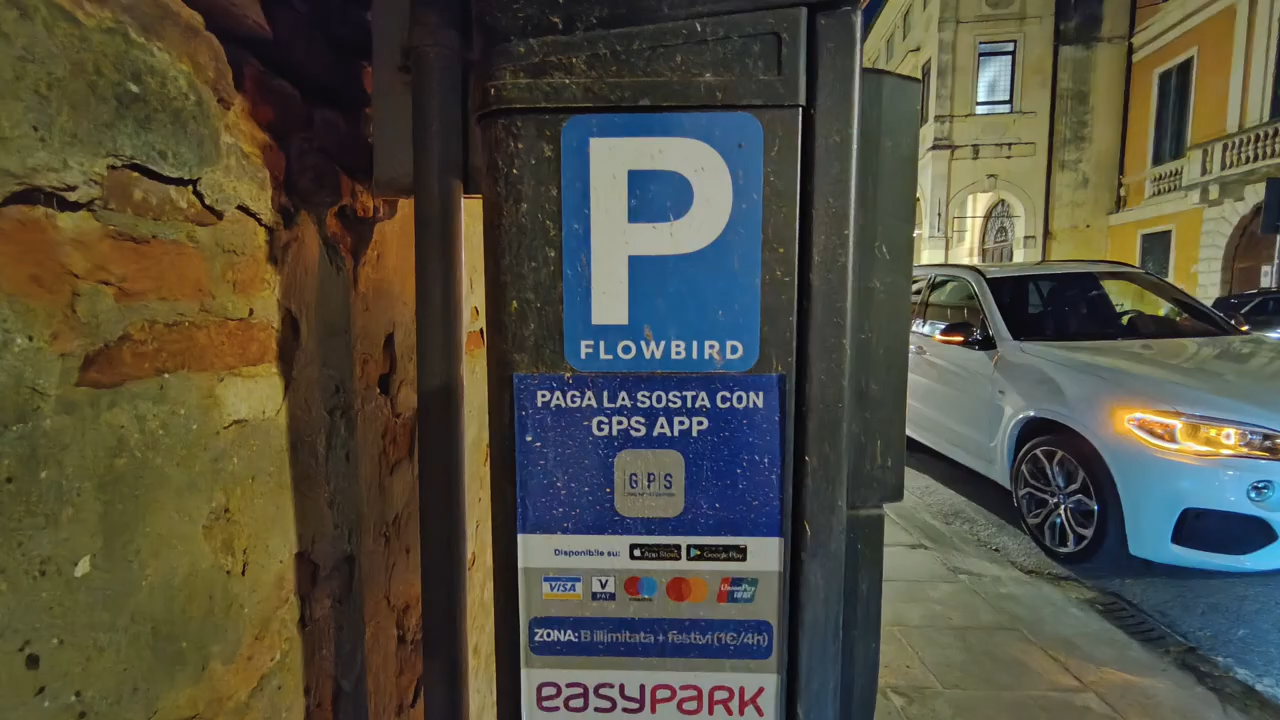 P
FLOWBIRD
PAGA LA SOSTA CON
GPS APP
GPS
Disponibile su: App Store Google Play
VISA V PAY UnionPay
ZONA: B illimitata + festivi (1€/4h)
easypark